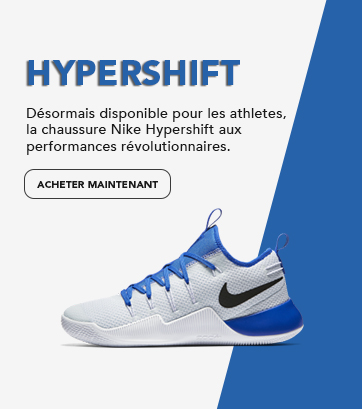 HYPERSHIFT
Désormais disponible pour les athletes,
la chaussure Nike Hypershift aux
performances révolutionnaires.
ACHETER MAINTENANT